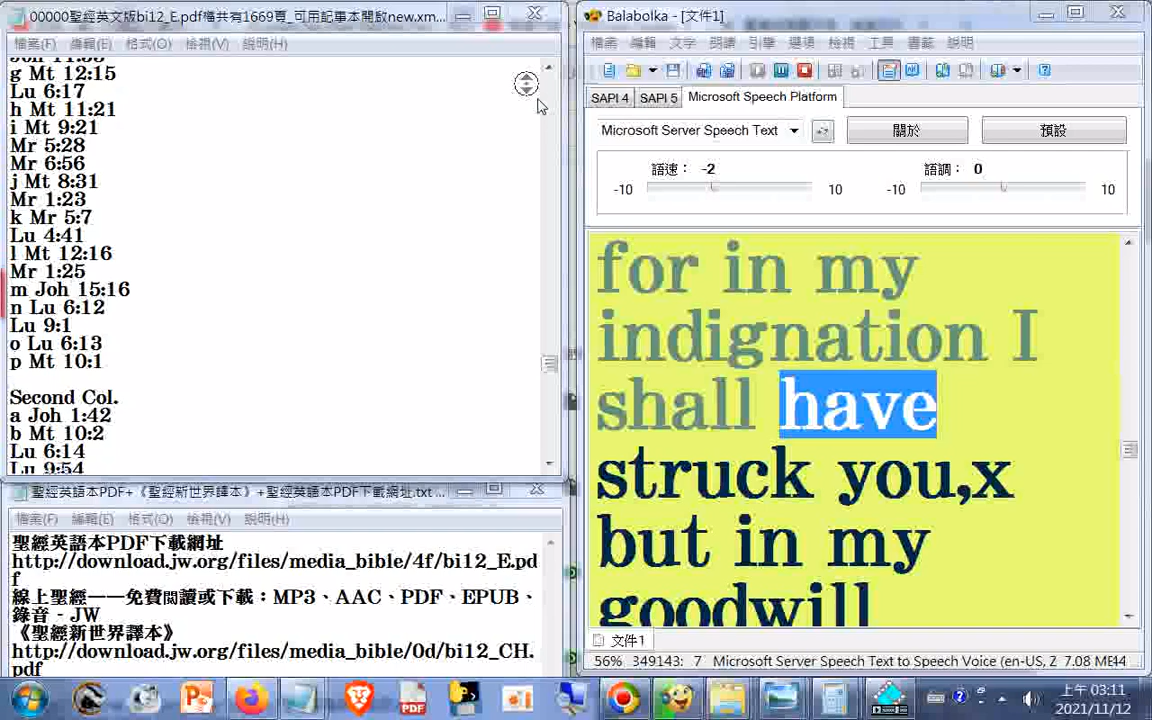 00000聖經英文版bi12_E.pdf檔共有1669頁_可用記事本開啟new.xm...
檔案(F) 編輯(E) 格式(O) 檢視(V) 說明(H)
g Mt 12:15
Lu 6:17
h Mt 11:21
i Mt 9:21
Mr 5:28
Mr 6:56
j Mt 8:31
Mr 1:23
k Mr 5:7
Lu 4:41
l Mt 12:16
Mr 1:25
m Joh 15:16
n Lu 6:12
Lu 9:1
o Lu 6:13
p Mt 10:1
Second Col.
a Joh 1:42
b Mt 10:2
Lu 6:14
Lu 9:54
聖經英語本PDF+《聖經新世界譯本》+聖經英語本PDF下載網址.txt ...
檔案(F) 編輯(E) 格式(O) 檢視(V) 說明(H)
聖經英語本PDF下載網址
http://download.jw.org/files/media_bible/4f/bi12_E.pd
f
線上聖經——免費閱讀或下載：MP3、AAC、PDF、EPUB、
錄音 - JW
《聖經新世界譯本》
http://download.jw.org/files/media_bible/0d/bi12_CH.
pdf
Balabolka - [文件1]
檔案 編輯 文字 朗讀 引擎 選項 檢視 工具 書籤 說明
SAPI 4 SAPI 5 Microsoft Speech Platform
Microsoft Server Speech Text 關於 預設
語速： -2 語調： 0
-10 10 -10 10
for in my
indignation I
shall have
struck you,x
but in my
goodwill
文件1
56% 349143: 7 Microsoft Server Speech Text to Speech Voice (en-US, Z 7.08 ME44
上午 03:11
2021/11/12